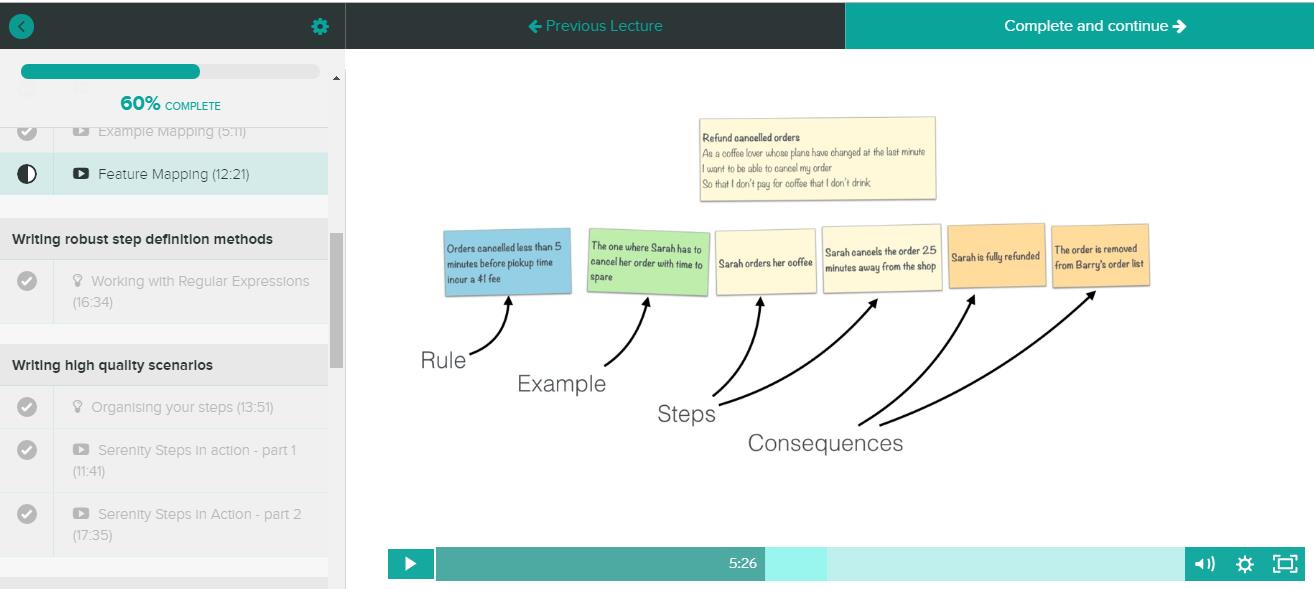 Previous Lecture
Complete and continue
60% COMPLETE
Example Mapping (5:11)
Feature Mapping (12:21)
Writing robust step definition methods
Working with Regular Expressions
(16:34)
Writing high quality scenarios
Organising your steps (13:51)
Serenity Steps in action - part 1
(11:41)
Serenity Steps in Action - part 2
(17:35)
Refund cancelled orders
As a coffee lover whose plans have changed at the last minute
I want to be able to cancel my order
So that I don't pay for coffee that I don't drink
Orders cancelled less than 5
minutes before pickup time
incur a $1 fee
The one where Sarah has to
cancel her order with time to
spare
Sarah orders her coffee
Sarah cancels the order 25
minutes away from the shop
Sarah is fully refunded
The order is removed
from Barry's order list
Rule
Example
Steps
Consequences
5:26